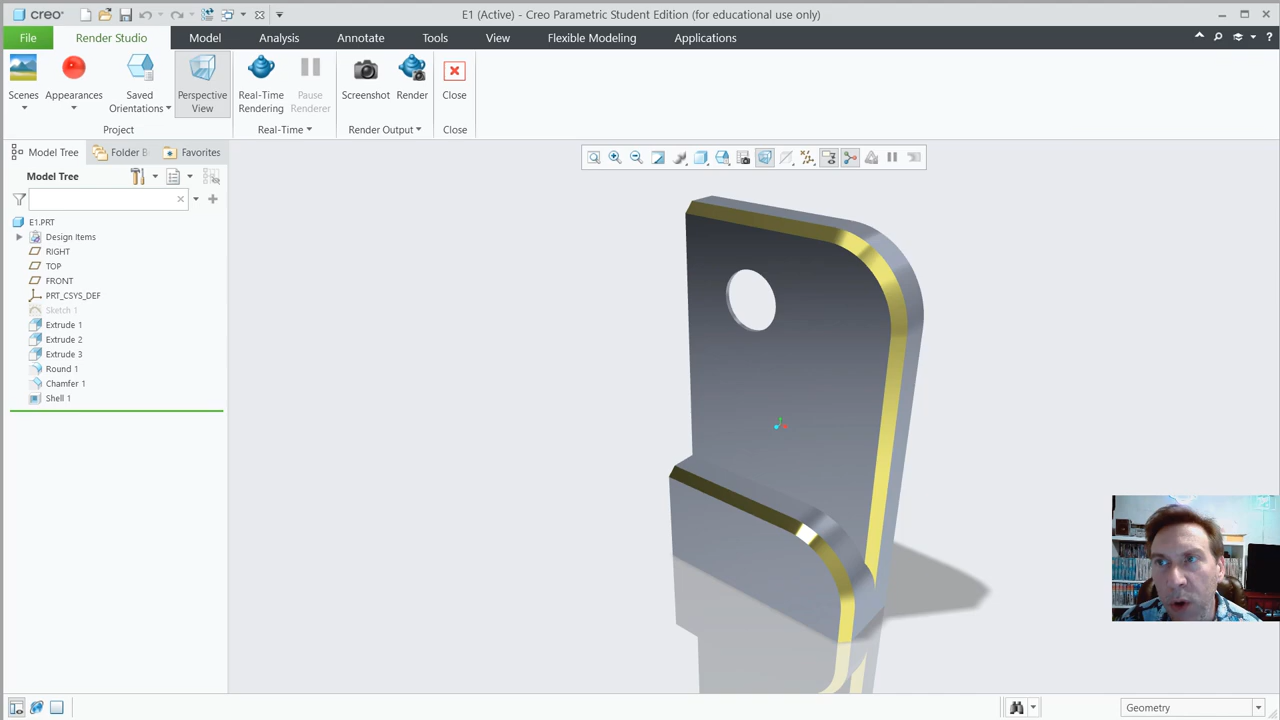 creo
E1 (Active) - Creo Parametric Student Edition (for educational use only)
File
Render Studio
Model
Analysis
Annotate
Tools
View
Flexible Modeling
Applications
Scenes
Appearances
Saved
Orientations
Perspective
View
Real-Time
Rendering
Pause
Renderer
Screenshot
Render
Close
Project
Real-Time
Render Output
Close
Model Tree
Folder B
Favorites
Model Tree
E1.PRT
Design Items
RIGHT
TOP
FRONT
PRT_CSYS_DEF
Sketch 1
Extrude 1
Extrude 2
Extrude 3
Round 1
Chamfer 1
Shell 1
Geometry